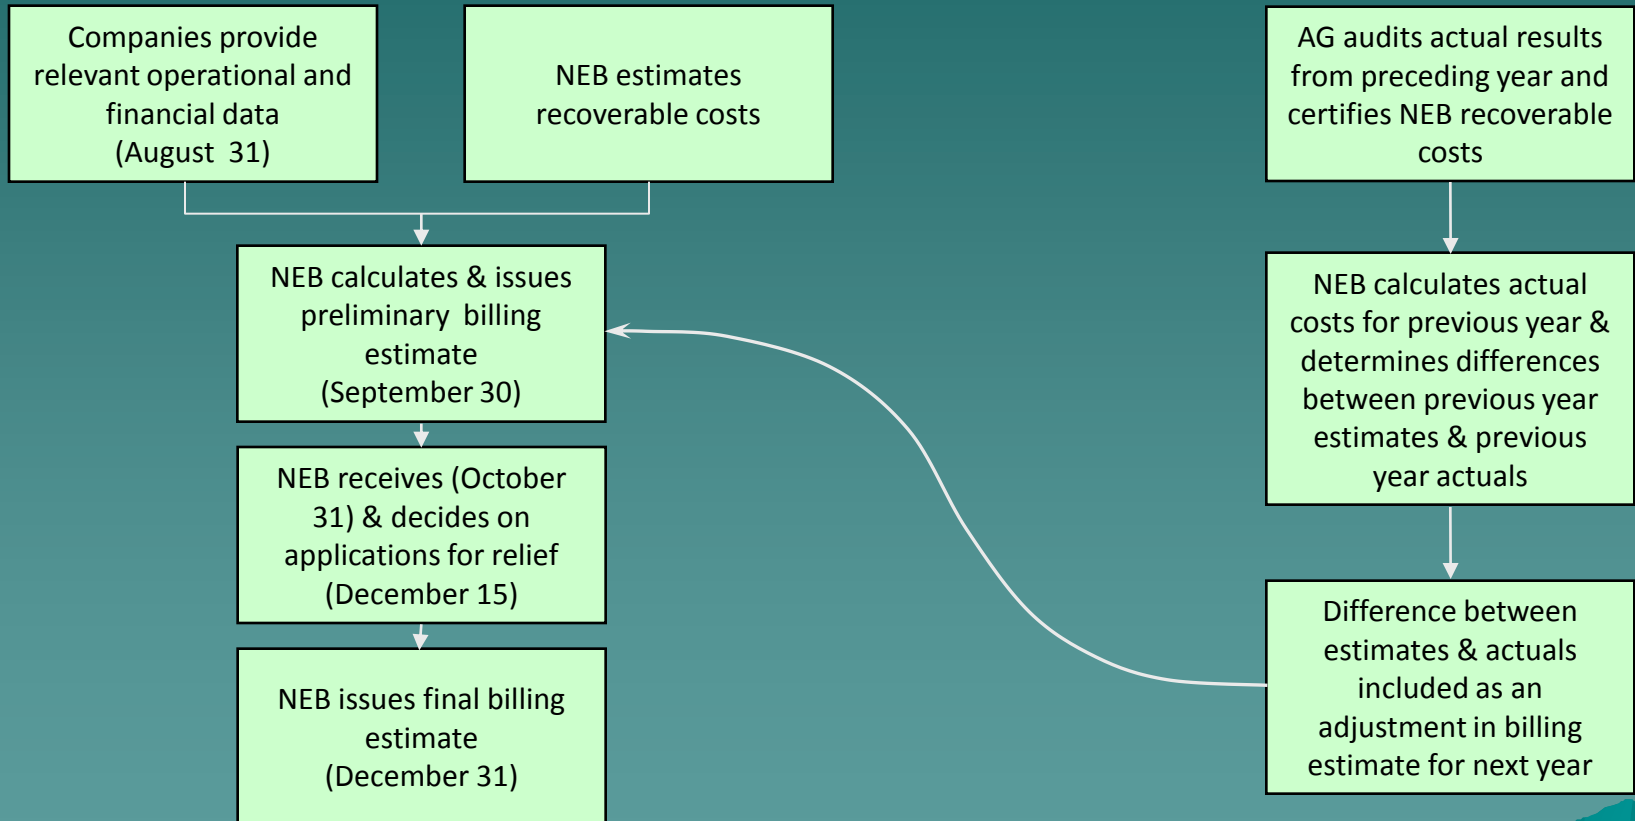 Companies provide
relevant operational and
financial data
(August 31)
NEB estimates
recoverable costs
AG audits actual results
from preceding year and
certifies NEB recoverable
costs
NEB calculates & issues
preliminary billing
estimate
(September 30)
NEB calculates actual
costs for previous year &
determines differences
between previous year
estimates & previous
year actuals
NEB receives (October
31) & decides on
applications for relief
(December 15)
Difference between
estimates & actuals
included as an
adjustment in billing
estimate for next year
NEB issues final billing
estimate
(December 31)